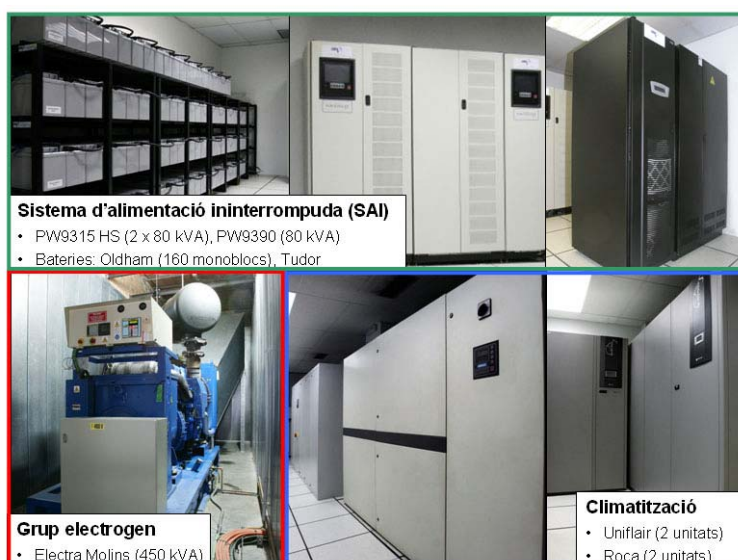 Sistema d'alimentació ininterrompuda (SAI)
• PW9315 HS (2 x 80 kVA), PW9390 (80 kVA)
• Bateries: Oldham (160 monoblocs), Tudor
Grup electrogen
• Electra Molins (450 kVA)
Climatització
• Uniflair (2 unitats)
• Roca (2 unitats)